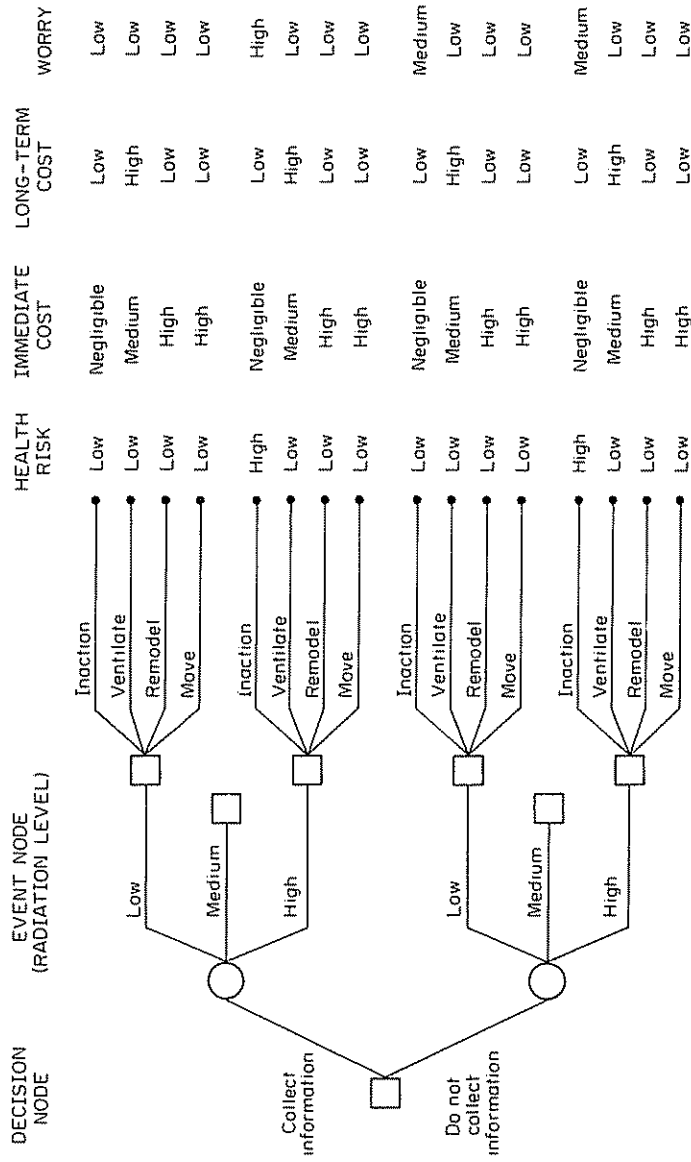 DECISION
NODE
EVENT NODE
(RADIATION LEVEL)
HEALTH
RISK
IMMEDIATE
COST
LONG-TERM
COST
WORRY
Collect
information
Do not
collect
information
Low
Medium
High
Low
Medium
High
Inaction Low Negligible Low Low
Ventilate Low Medium High Low
Remodel Low High Low Low
Move Low High Low Low
Inaction High Negligible Low High
Ventilate Low Medium High Low
Remodel Low High Low Low
Move Low High Low Low
Inaction Low Negligible Low Medium
Ventilate Low Medium High Low
Remodel Low High Low Low
Move Low High Low Low
Inaction High Negligible Low Medium
Ventilate Low Medium High Low
Remodel Low High Low Low
Move Low High Low Low